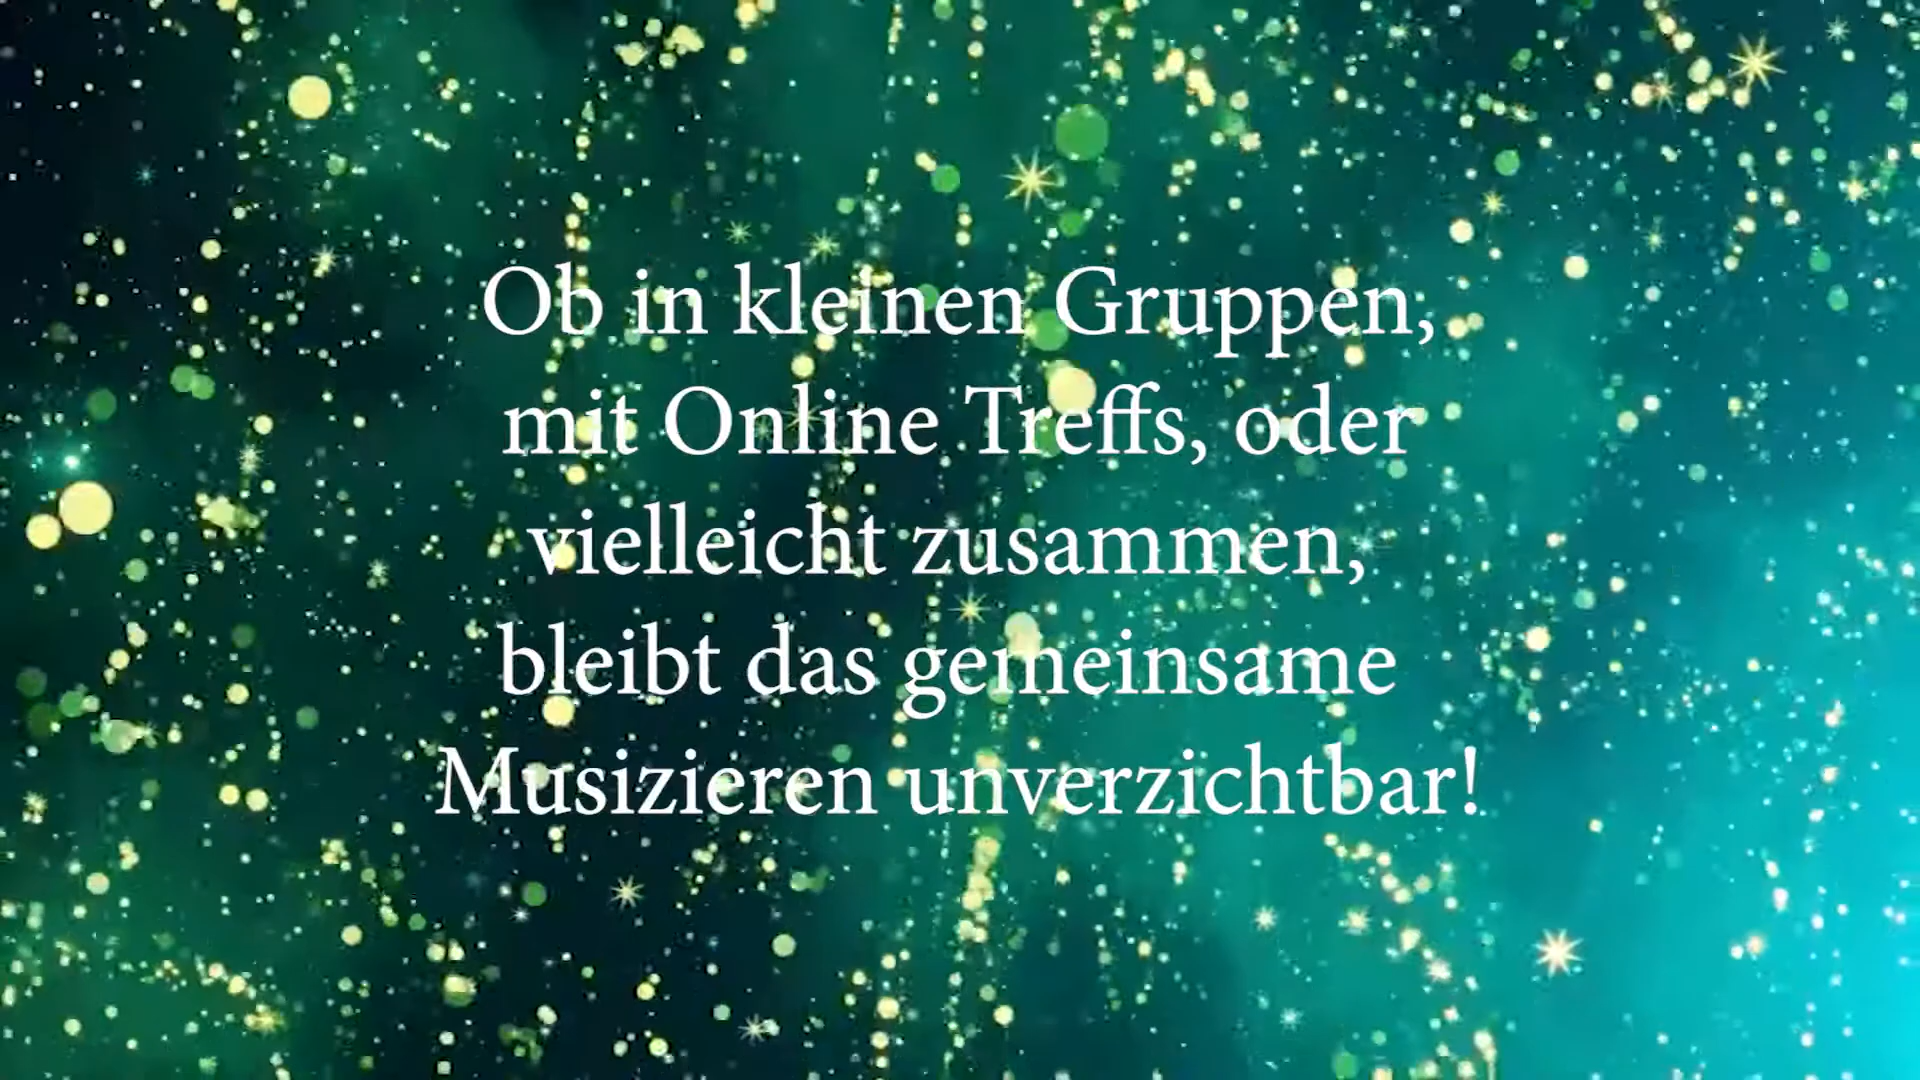 Ob in kleinen Gruppen,
mit Online Treffs, oder
vielleicht zusammen,
bleibt das gemeinsame
Musizieren unverzichtbar!